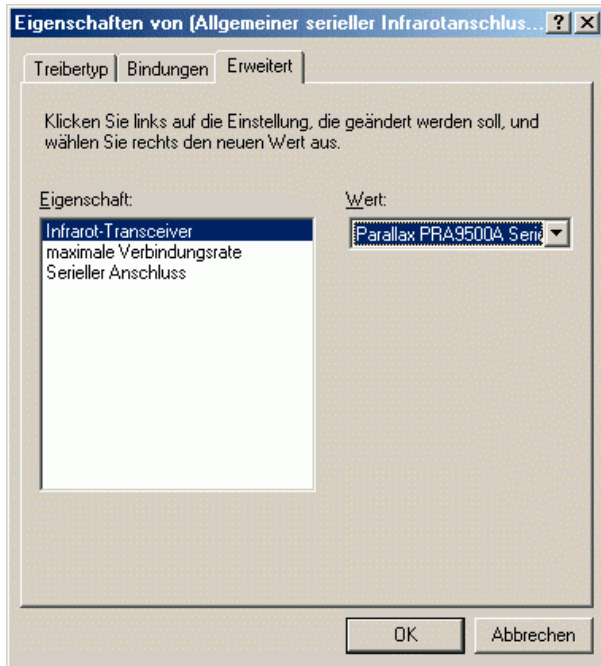 Eigenschaften von (Allgemeiner serieller Infrarotanschlus...
Treibertyp Bindungen Erweitert
Klicken Sie links auf die Einstellung, die geändert werden soll, und
wählen Sie rechts den neuen Wert aus.
Eigenschaft: Wert:
Infrarot-Transceiver Parallax PRA9500A Serie
maximale Verbindungsrate
Serieller Anschluss
OK Abbrechen